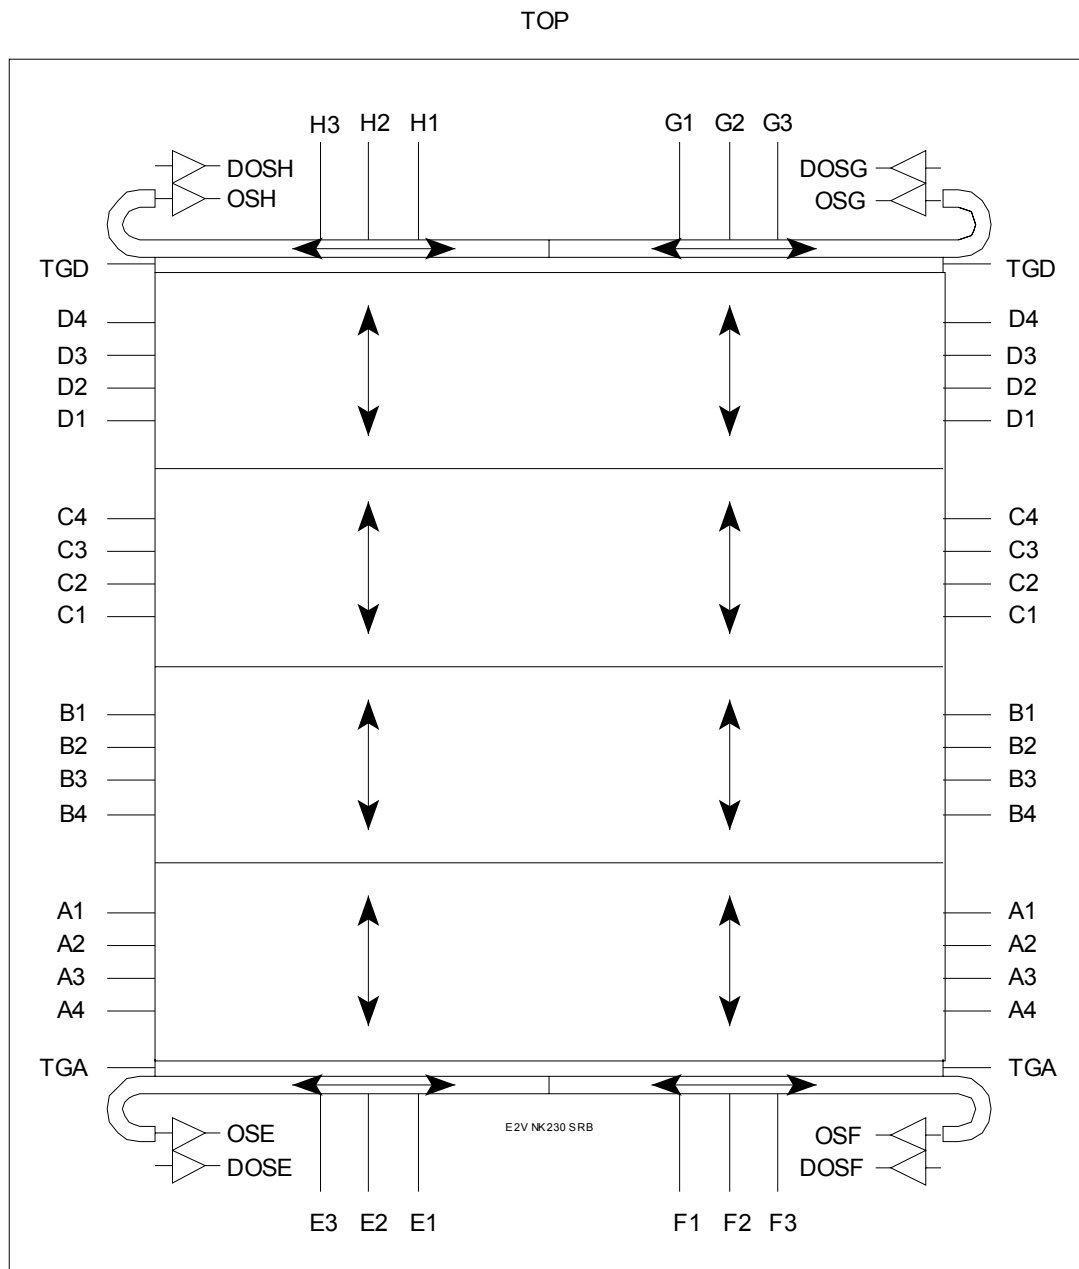 TOP
H3 H2 H1 G1 G2 G3
DOSH DOSG
OSH OSG
TGD TGD
D4 D4
D3 D3
D2 D2
D1 D1
C4 C4
C3 C3
C2 C2
C1 C1
B1 B1
B2 B2
B3 B3
B4 B4
A1 A1
A2 A2
A3 A3
A4 A4
TGA TGA
E2V NK230 SRB
OSE OSF
DOSE DOSF
E3 E2 E1 F1 F2 F3